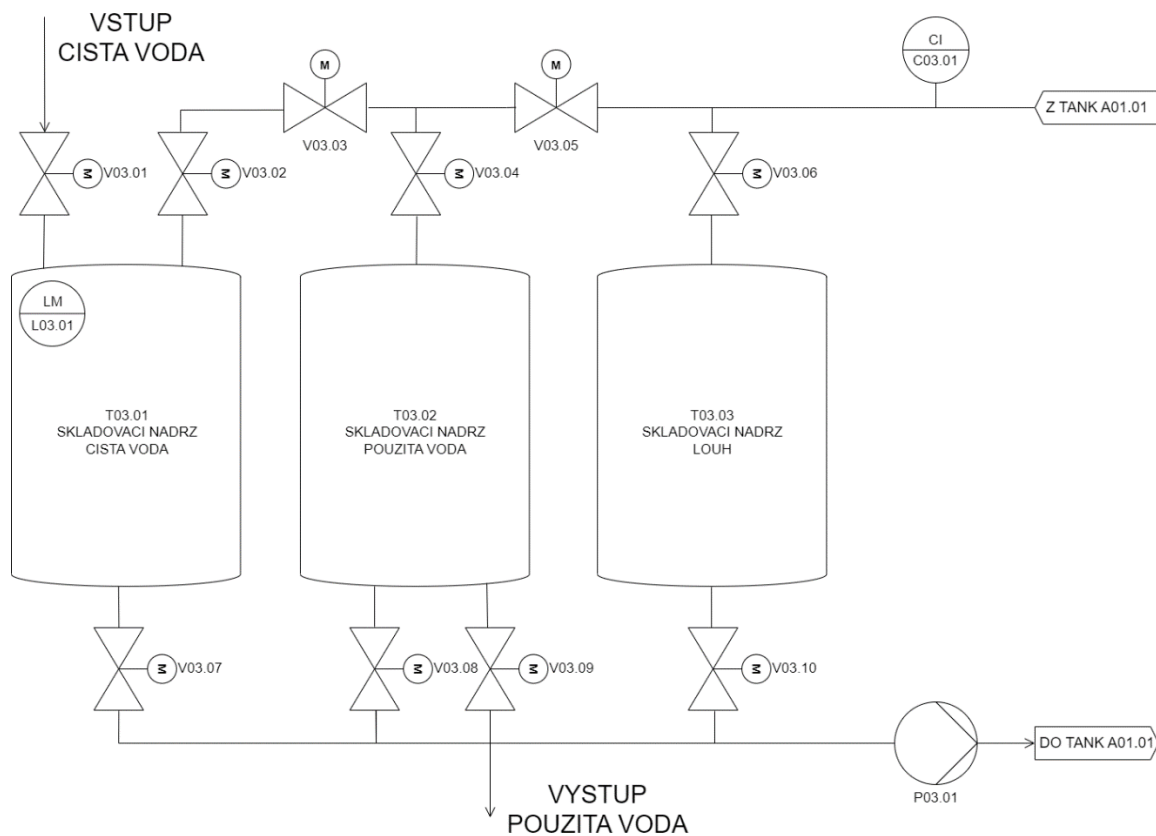 VSTUP
CISTA VODA
CI
C03.01
M
M
Z TANK A01.01
V03.03
V03.05
M
V03.01
M
V03.02
M
V03.04
M
V03.06
LM
L03.01
T03.01
SKLADOVACI NADRZ
CISTA VODA
T03.02
SKLADOVACI NADRZ
POUZITA VODA
T03.03
SKLADOVACI NADRZ
LOUH
M
V03.07
M
V03.08
M
V03.09
M
V03.10
DO TANK A01.01
P03.01
VYSTUP
POUZITA VODA